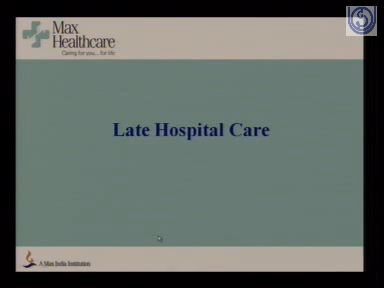 Max
Healthcare
Caring for you... for life
Late Hospital Care
A Max India Institution